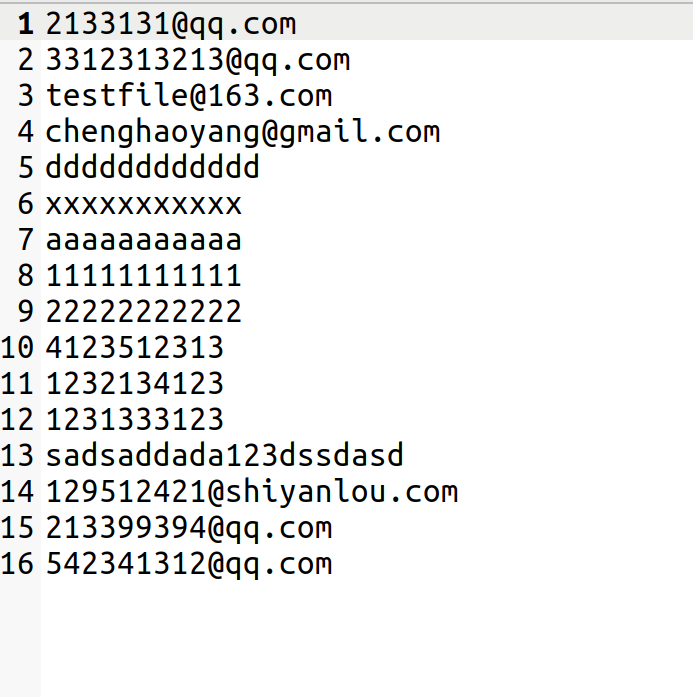 1 2133131@qq.com
2 3312313213@qq.com
3 testfile@163.com
4 chenghaoyang@gmail.com
5 dddddddddddd
6 xxxxxxxxxxx
7 aaaaaaaaaaa
8 11111111111
9 22222222222
10 4123512313
11 1232134123
12 1231333123
13 sadsaddada123dssdasd
14 129512421@shiyanlou.com
15 213399394@qq.com
16 542341312@qq.com